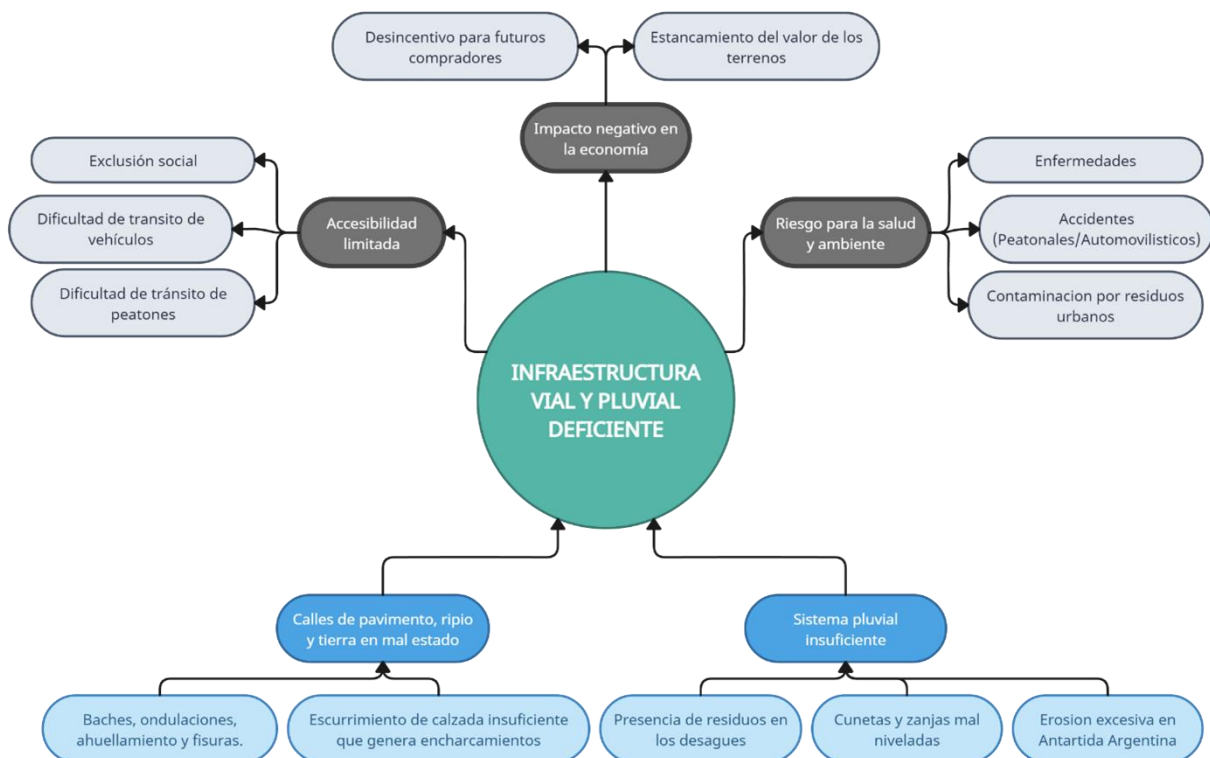 Desincentivo para futuros
compradores
Estancamiento del valor de los
terrenos
Impacto negativo en
la economía
Exclusión social
Dificultad de transito de
vehículos
Dificultad de tránsito de
peatones
Accesibilidad
limitada
Riesgo para la salud
y ambiente
Enfermedades
Accidentes
(Peatonales/Automovilisticos)
Contaminacion por residuos
urbanos
INFRAESTRUCTURA
VIAL Y PLUVIAL
DEFICIENTE
Calles de pavimento, ripio
y tierra en mal estado
Sistema pluvial
insuficiente
Baches, ondulaciones,
ahuellamiento y fisuras.
Escurrimiento de calzada insuficiente
que genera encharcamientos
Presencia de residuos en
los desagues
Cunetas y zanjas mal
niveladas
Erosion excesiva en
Antartida Argentina